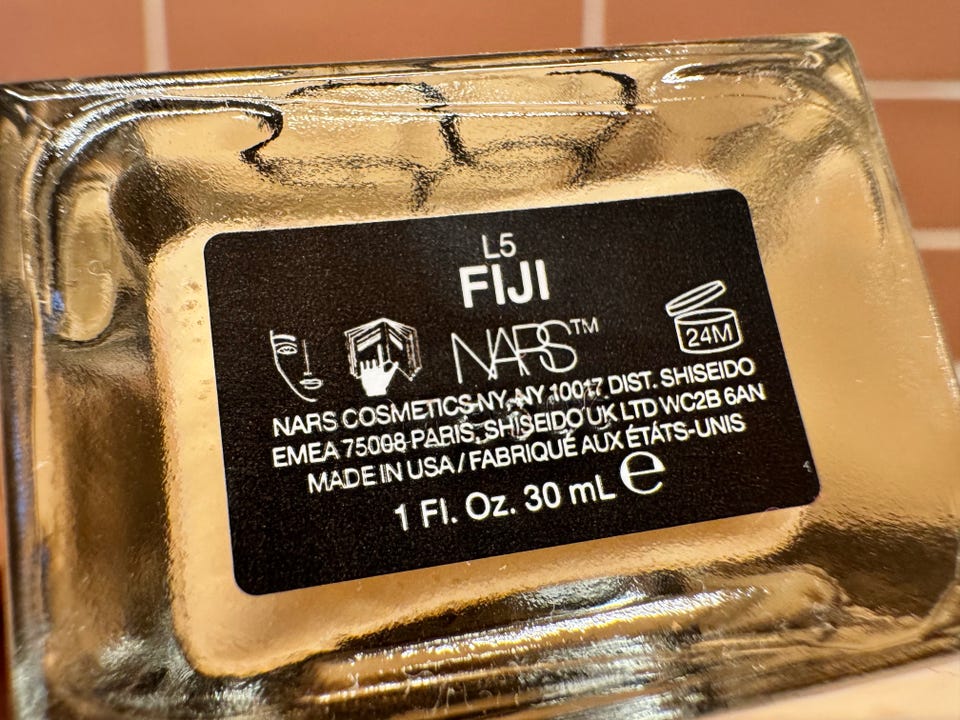 L5
FIJI
NARS™
24M
NARS COSMETICS NY, NY 10017 DIST. SHISEIDO
EMEA 75008 PARIS, SHISEIDO UK LTD WC2B 6AN
MADE IN USA / FABRIQUÉ AUX ÉTATS-UNIS
1 Fl. Oz. 30 mL e